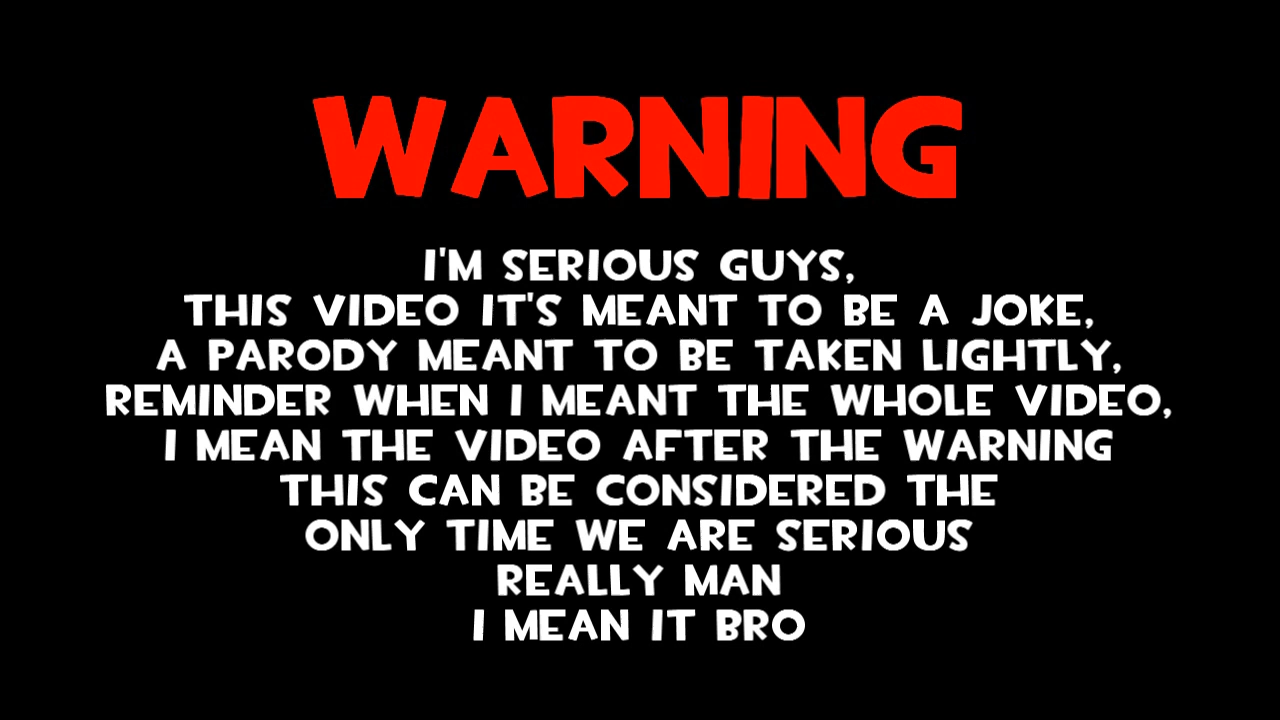 WARNING
I'M SERIOUS GUYS,
THIS VIDEO IT'S MEANT TO BE A JOKE,
A PARODY MEANT TO BE TAKEN LIGHTLY,
REMINDER WHEN I MEANT THE WHOLE VIDEO,
I MEAN THE VIDEO AFTER THE WARNING
THIS CAN BE CONSIDERED THE
ONLY TIME WE ARE SERIOUS
REALLY MAN
I MEAN IT BRO